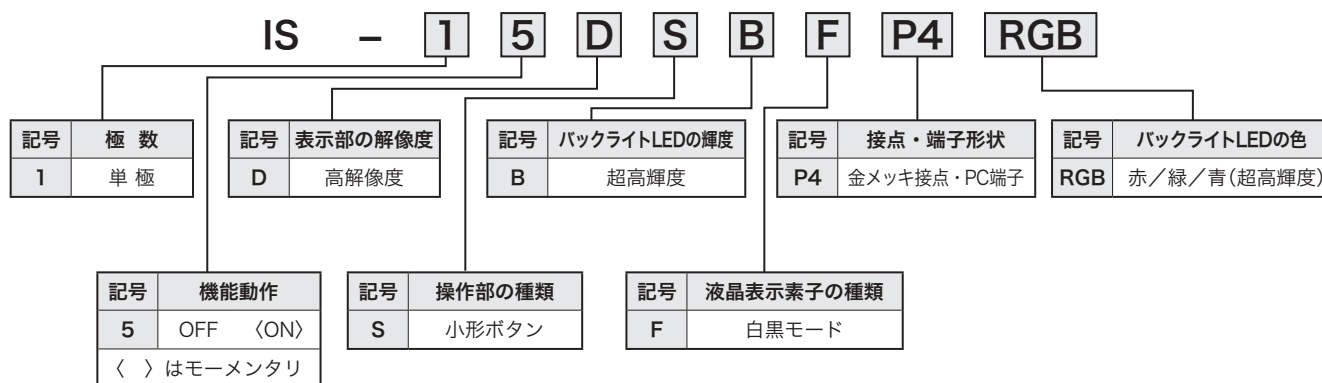 IS － 1 5 D S B F P4 RGB
記号 極 数
1 単 極
記号 表示部の解像度
D 高解像度
記号 バックライトLEDの輝度
B 超高輝度
記号 接点・端子形状
P4 金メッキ接点・PC端子
記号 バックライトLEDの色
RGB 赤／緑／青(超高輝度)
記号 機能動作
5 OFF 〈ON〉
〈 〉はモーメンタリ
記号 操作部の種類
S 小形ボタン
記号 液晶表示素子の種類
F 白黒モード